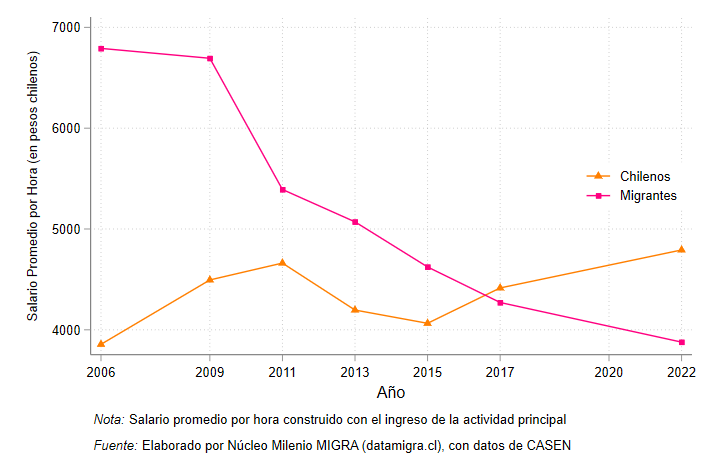 7000
6000
5000
4000
Salario Promedio por Hora (en pesos chilenos)
Chilenos
Migrantes
2006 2009 2011 2013 2015 2017 2020 2022
Año
Nota: Salario promedio por hora construido con el ingreso de la actividad principal
Fuente: Elaborado por Núcleo Milenio MIGRA (datamigra.cl), con datos de CASEN